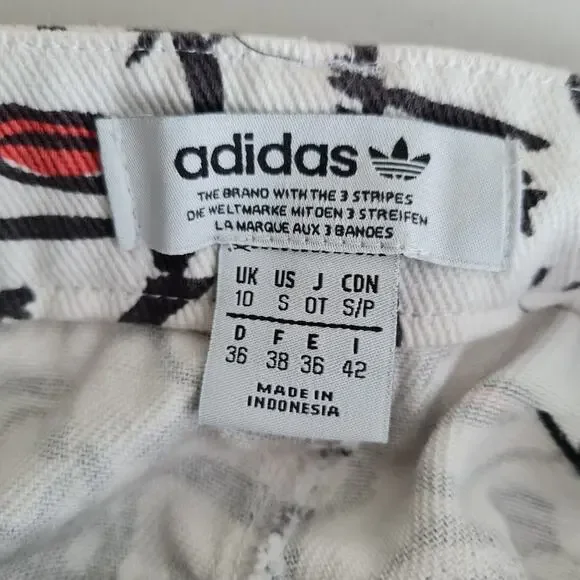 adidas
THE BRAND WITH THE 3 STRIPES
DIE WELTMARKE MIT DEN 3 STREIFEN
LA MARQUE AUX 3 BANDES
UK US J CDN
10 S OT S/P
D F E I
36 38 36 42
MADE IN
INDONESIA